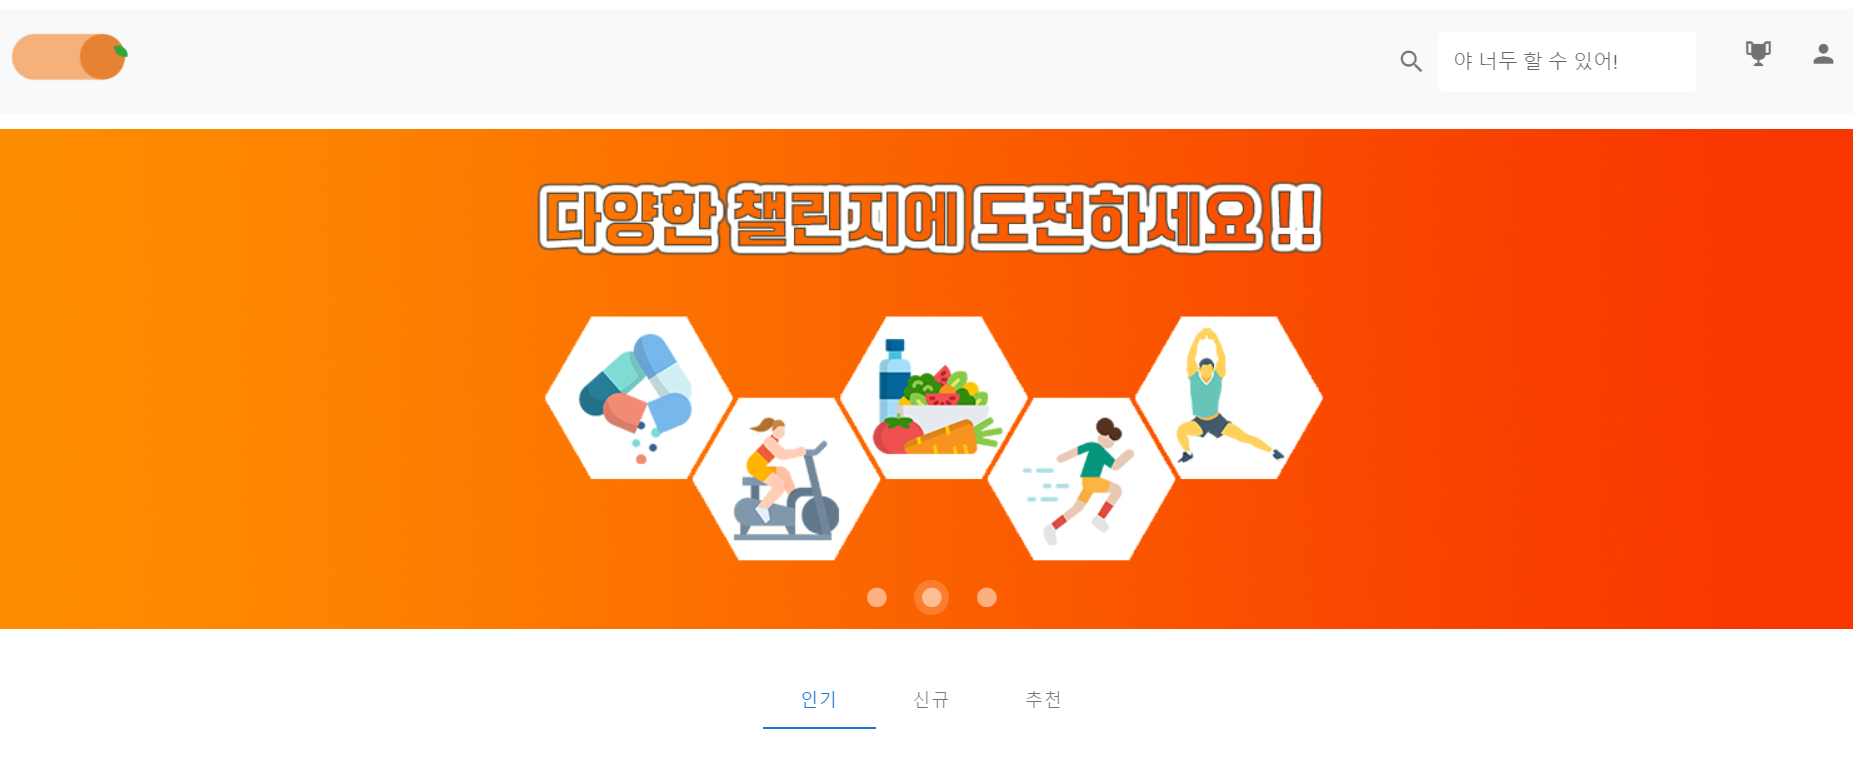 야 너두 할 수 있어!
다양한 챌린지에 도전하세요 !!
인기
신규
추천